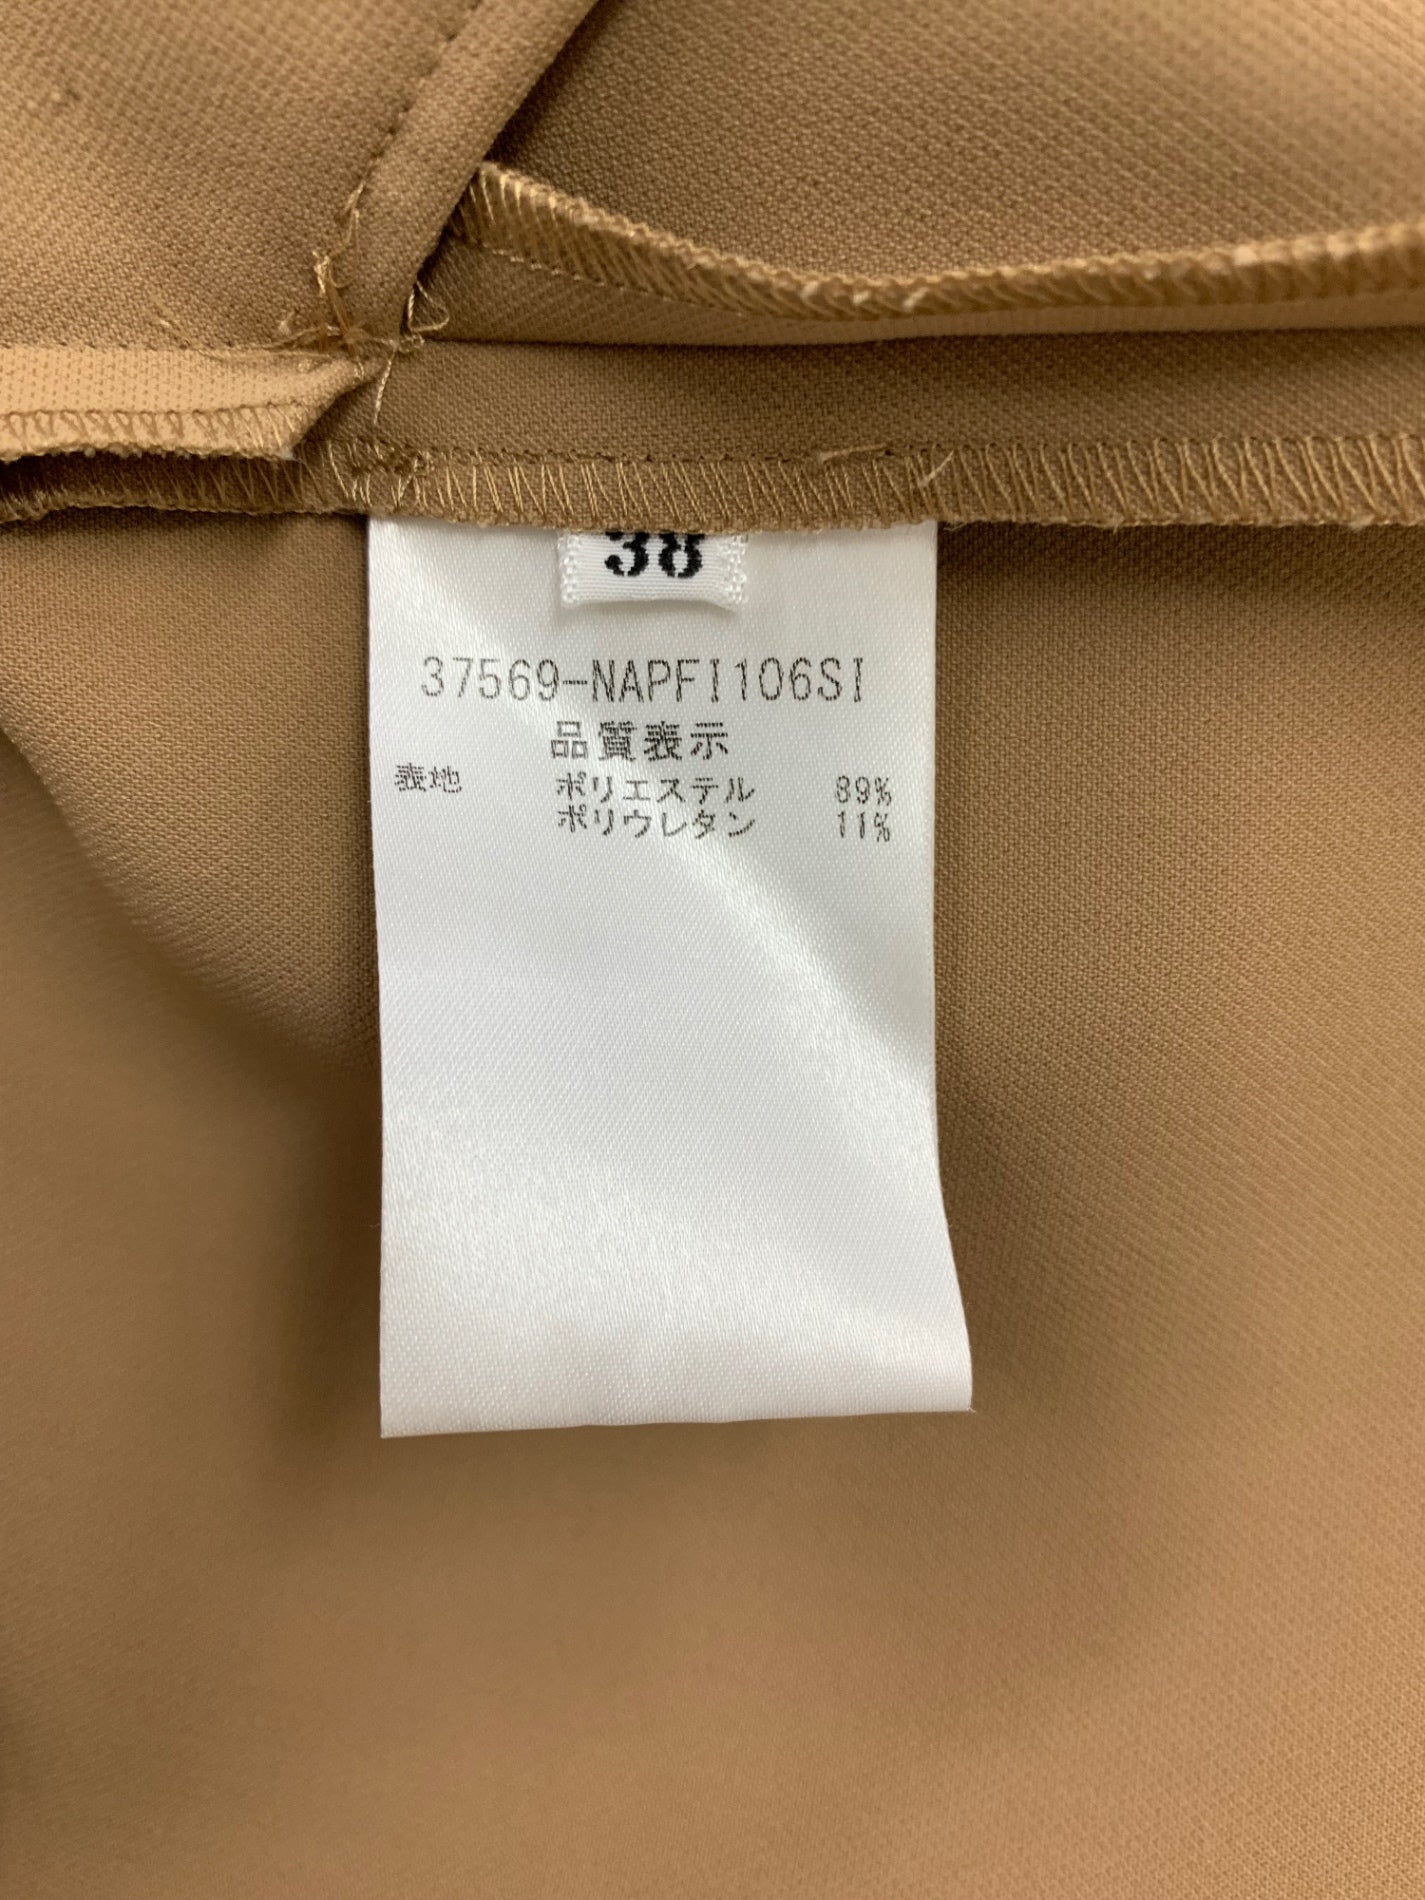 38
37569-NAPFI106SI
品質表示
表地 ポリエステル 89%
ポリウレタン 11%